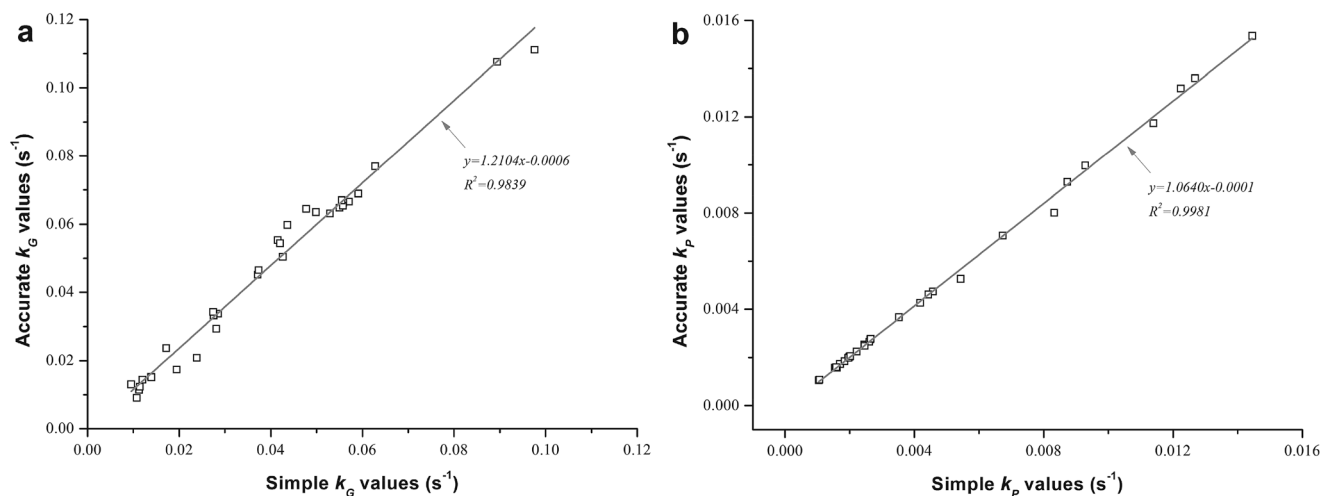 a
0.12
0.10
0.08
0.06
0.04
0.02
0.00
Accurate k_G values (s⁻¹)
y=1.2104x-0.0006
R²=0.9839
0.00 0.02 0.04 0.06 0.08 0.10 0.12
Simple k_G values (s⁻¹)
b
0.016
0.012
0.008
0.004
0.000
Accurate k_P values (s⁻¹)
y=1.0640x-0.0001
R²=0.9981
0.000 0.004 0.008 0.012 0.016
Simple k_P values (s⁻¹)